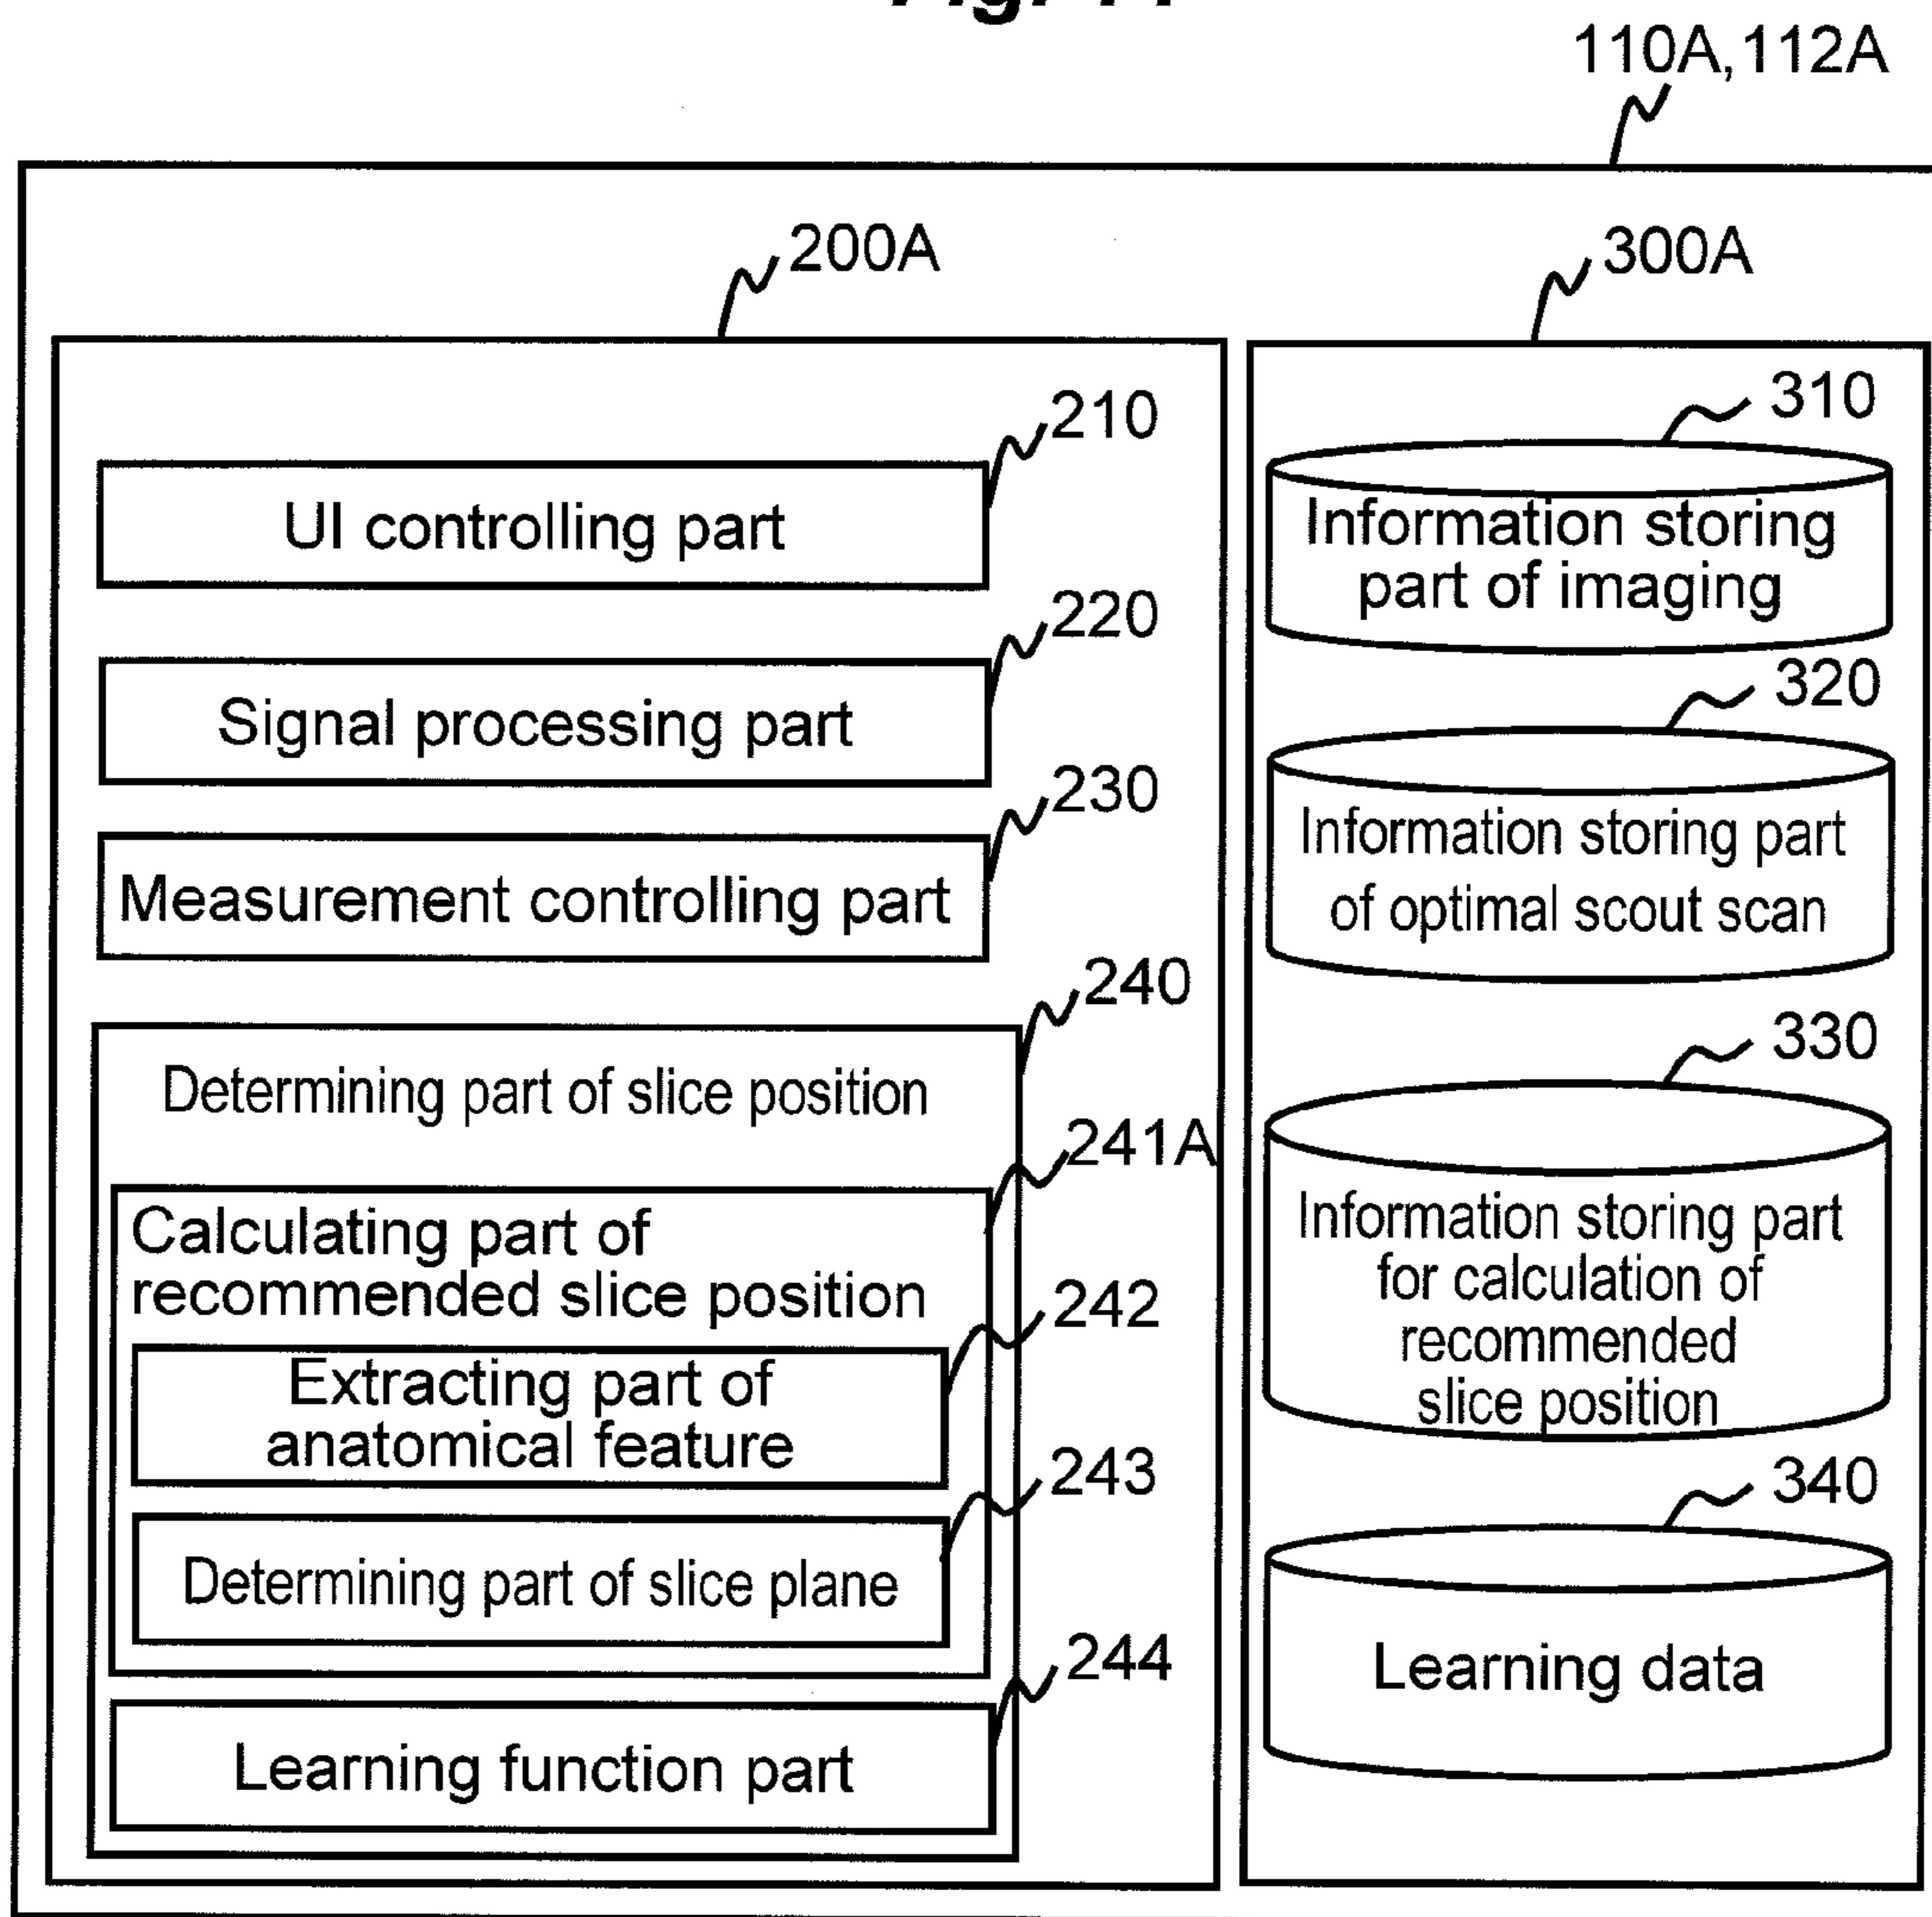 110A,112A
200A
300A
210
UI controlling part
220
Signal processing part
230
Measurement controlling part
240
Determining part of slice position
241A
Calculating part of
recommended slice position
242
Extracting part of
anatomical feature
243
Determining part of slice plane
244
Learning function part
310
Information storing
part of imaging
320
Information storing part
of optimal scout scan
330
Information storing part
for calculation of
recommended
slice position
340
Learning data